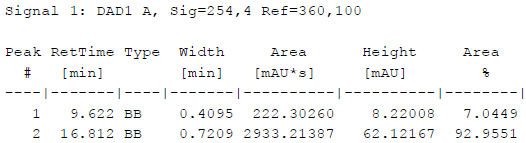 Signal 1: DAD1 A, Sig=254,4 Ref=360,100
Peak RetTime Type  Width     Area      Height     Area
  #   [min]        [min]   [mAU*s]     [mAU]        %
----|-------|----|-------|----------|----------|--------|
   1   9.622 BB    0.4095  222.30260    8.22008   7.0449
   2  16.812 BB    0.7209 2933.21387   62.12167  92.9551